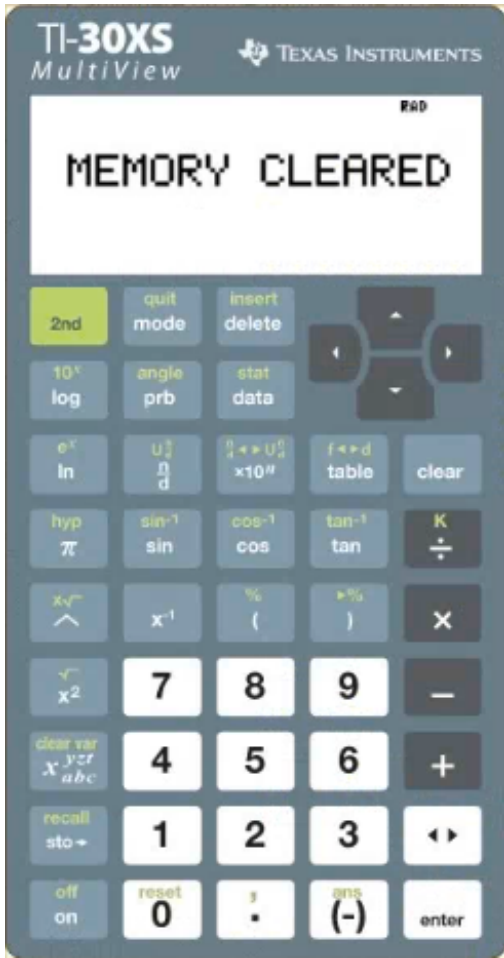 TI-30XS
MultiView
TEXAS INSTRUMENTS
RAD
MEMORY CLEARED
2nd
quit
mode
insert
delete
10ˣ
log
angle
prb
stat
data
eˣ
ln
U n/d
n/d
n/d ◂▸ U n/d
×10ⁿ
f ◂▸ d
table
clear
hyp
π
sin⁻¹
sin
cos⁻¹
cos
tan⁻¹
tan
K
÷
x√‾
^
x⁻¹
%
(
▸%
)
×
√‾
x²
7
8
9
−
clear var
x yzt abc
4
5
6
+
recall
sto➔
1
2
3
◂ ▸
off
on
reset
0
,
.
ans
(-)
enter